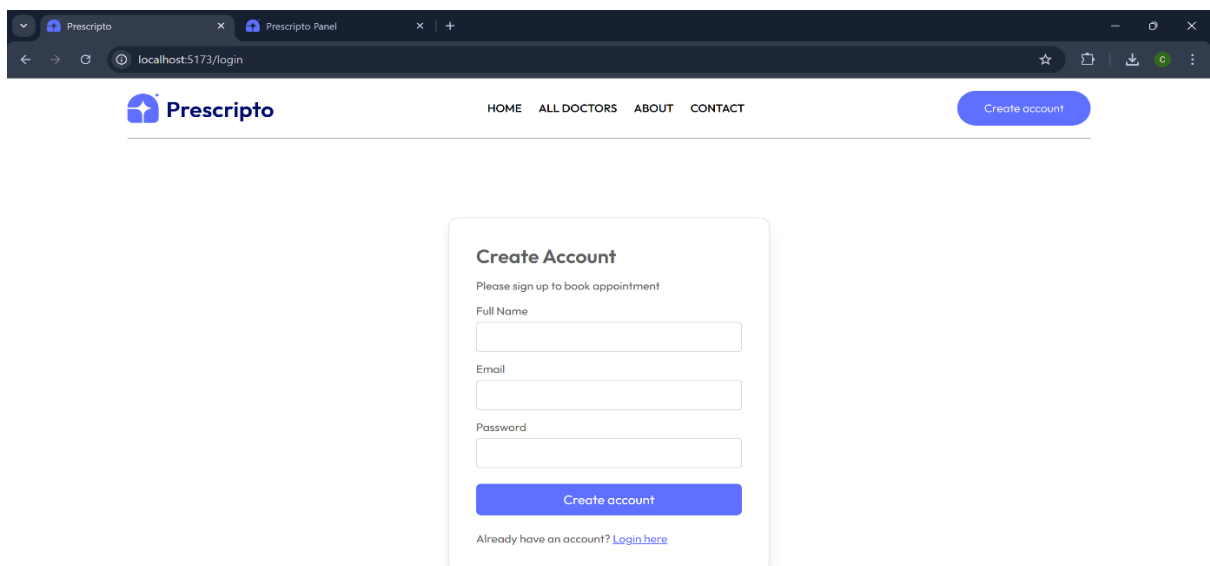 Prescripto
Prescripto Panel
localhost:5173/login
C
Prescripto
HOME ALL DOCTORS ABOUT CONTACT
Create account
Create Account
Please sign up to book appointment
Full Name
Email
Password
Create account
Already have an account? Login here